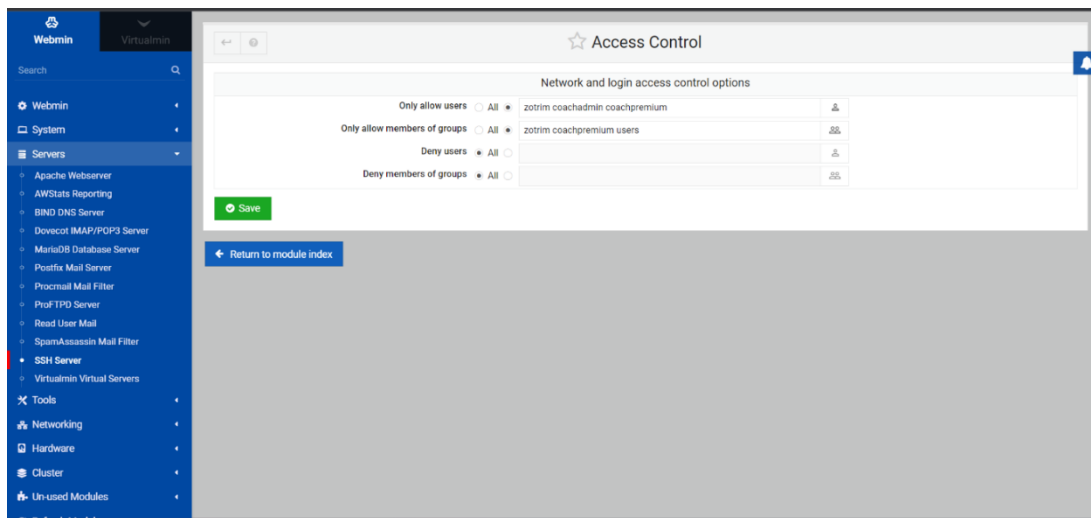 Webmin
Virtualmin
Search
Webmin
System
Servers
Apache Webserver
AWStats Reporting
BIND DNS Server
Dovecot IMAP/POP3 Server
MariaDB Database Server
Postfix Mail Server
Procmail Mail Filter
ProFTPD Server
Read User Mail
SpamAssassin Mail Filter
SSH Server
Virtualmin Virtual Servers
Tools
Networking
Hardware
Cluster
Un-used Modules
Access Control
Network and login access control options
Only allow users All zotrim coachadmin coachpremium
Only allow members of groups All zotrim coachpremium users
Deny users All
Deny members of groups All
Save
Return to module index